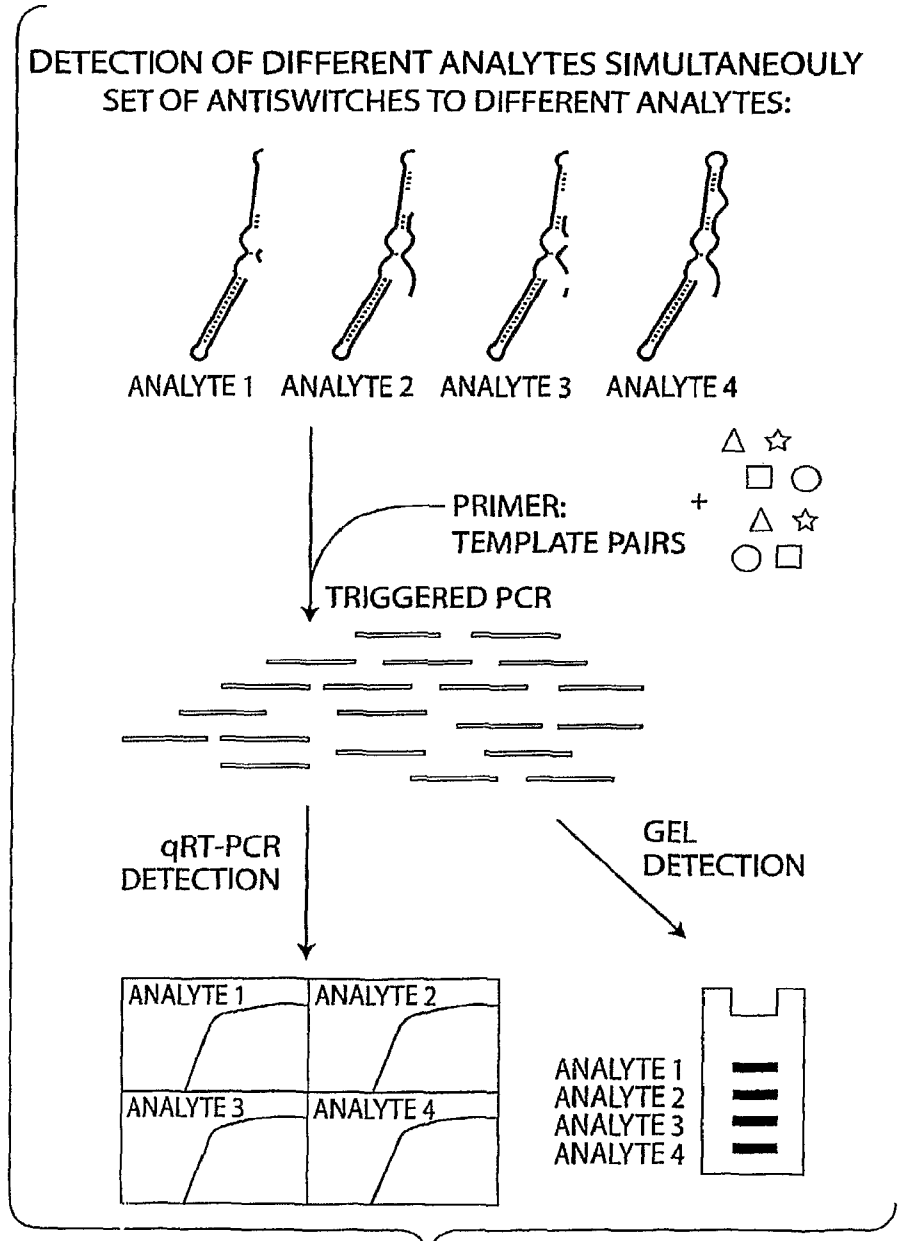 DETECTION OF DIFFERENT ANALYTES SIMULTANEOULY
SET OF ANTISWITCHES TO DIFFERENT ANALYTES:
ANALYTE 1 ANALYTE 2 ANALYTE 3 ANALYTE 4
PRIMER:
TEMPLATE PAIRS
+
TRIGGERED PCR
qRT-PCR
DETECTION
GEL
DETECTION
ANALYTE 1 ANALYTE 2
ANALYTE 3 ANALYTE 4
ANALYTE 1
ANALYTE 2
ANALYTE 3
ANALYTE 4